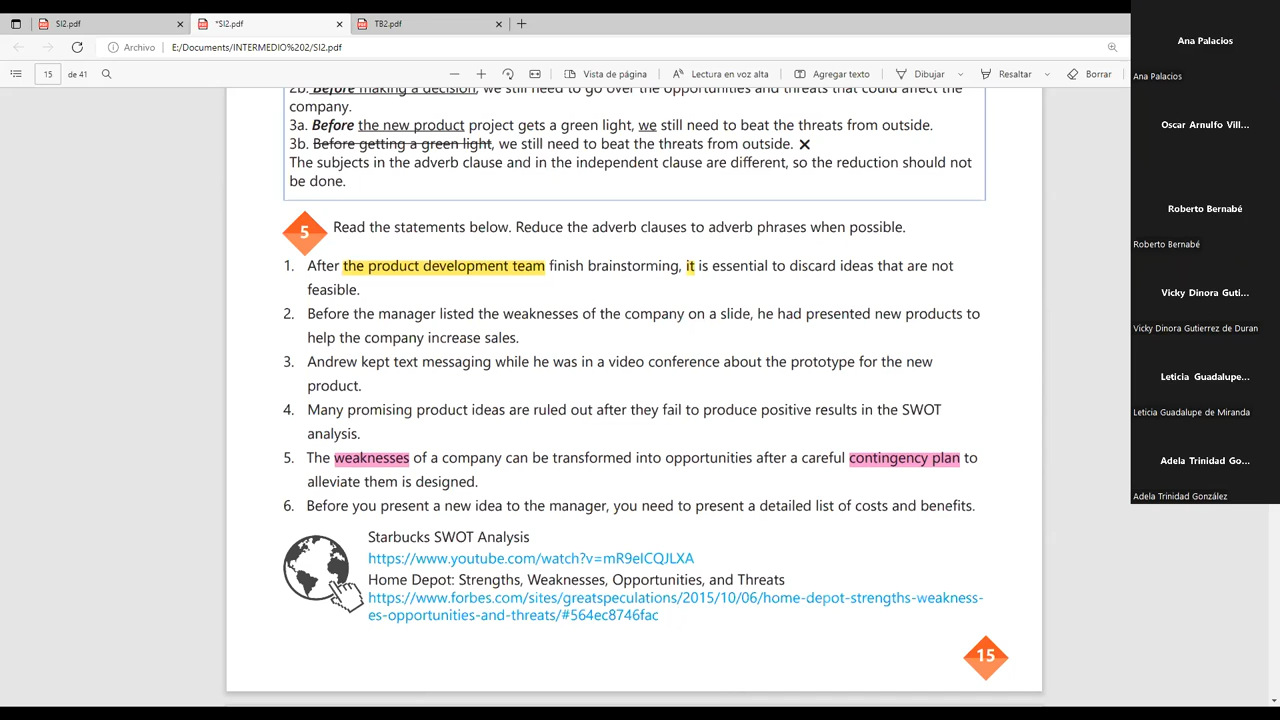 SI2.pdf
*SI2.pdf
TB2.pdf
Archivo
E:/Documents/INTERMEDIO%202/SI2.pdf
15
de 41
Vista de página
Lectura en voz alta
Agregar texto
Dibujar
Resaltar
Borrar
2b. Before making a decision, we still need to go over the opportunities and threats that could affect the
company.
3a. Before the new product project gets a green light, we still need to beat the threats from outside.
3b. Before getting a green light, we still need to beat the threats from outside. ✕
The subjects in the adverb clause and in the independent clause are different, so the reduction should not
be done.
5
Read the statements below. Reduce the adverb clauses to adverb phrases when possible.
1. After the product development team finish brainstorming, it is essential to discard ideas that are not
feasible.
2. Before the manager listed the weaknesses of the company on a slide, he had presented new products to
help the company increase sales.
3. Andrew kept text messaging while he was in a video conference about the prototype for the new
product.
4. Many promising product ideas are ruled out after they fail to produce positive results in the SWOT
analysis.
5. The weaknesses of a company can be transformed into opportunities after a careful contingency plan to
alleviate them is designed.
6. Before you present a new idea to the manager, you need to present a detailed list of costs and benefits.
Starbucks SWOT Analysis
https://www.youtube.com/watch?v=mR9eICQJLXA
Home Depot: Strengths, Weaknesses, Opportunities, and Threats
https://www.forbes.com/sites/greatspeculations/2015/10/06/home-depot-strengths-weakness-
es-opportunities-and-threats/#564ec8746fac
15
Ana Palacios
Ana Palacios
Oscar Arnulfo Vill...
Roberto Bernabé
Roberto Bernabé
Vicky Dinora Guti...
Vicky Dinora Gutierrez de Duran
Leticia Guadalupe...
Leticia Guadalupe de Miranda
Adela Trinidad Go...
Adela Trinidad González